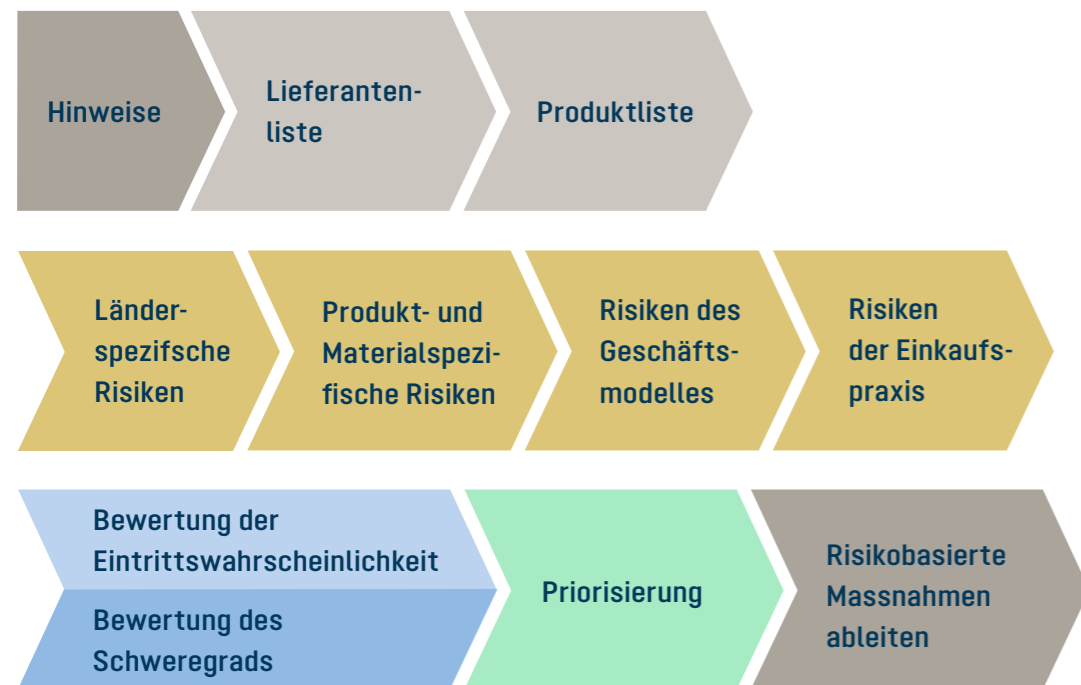 Hinweise
Lieferanten-
liste
Produktliste
Länder-
spezifsche
Risiken
Produkt- und
Materialspezi-
fische Risiken
Risiken des
Geschäfts-
modelles
Risiken
der Einkaufs-
praxis
Bewertung der
Eintrittswahrscheinlichkeit
Bewertung des
Schweregrads
Priorisierung
Risikobasierte
Massnahmen
ableiten